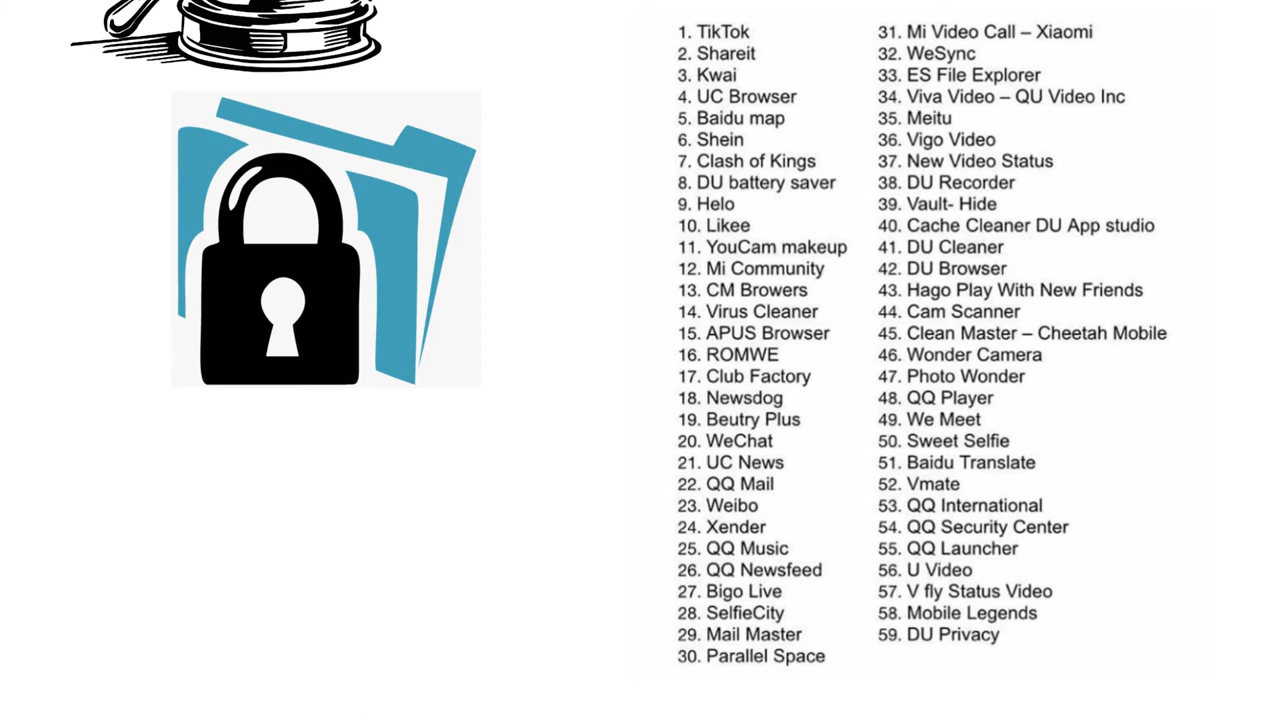 1. TikTok
2. Shareit
3. Kwai
4. UC Browser
5. Baidu map
6. Shein
7. Clash of Kings
8. DU battery saver
9. Helo
10. Likee
11. YouCam makeup
12. Mi Community
13. CM Browers
14. Virus Cleaner
15. APUS Browser
16. ROMWE
17. Club Factory
18. Newsdog
19. Beutry Plus
20. WeChat
21. UC News
22. QQ Mail
23. Weibo
24. Xender
25. QQ Music
26. QQ Newsfeed
27. Bigo Live
28. SelfieCity
29. Mail Master
30. Parallel Space
31. Mi Video Call – Xiaomi
32. WeSync
33. ES File Explorer
34. Viva Video – QU Video Inc
35. Meitu
36. Vigo Video
37. New Video Status
38. DU Recorder
39. Vault- Hide
40. Cache Cleaner DU App studio
41. DU Cleaner
42. DU Browser
43. Hago Play With New Friends
44. Cam Scanner
45. Clean Master – Cheetah Mobile
46. Wonder Camera
47. Photo Wonder
48. QQ Player
49. We Meet
50. Sweet Selfie
51. Baidu Translate
52. Vmate
53. QQ International
54. QQ Security Center
55. QQ Launcher
56. U Video
57. V fly Status Video
58. Mobile Legends
59. DU Privacy